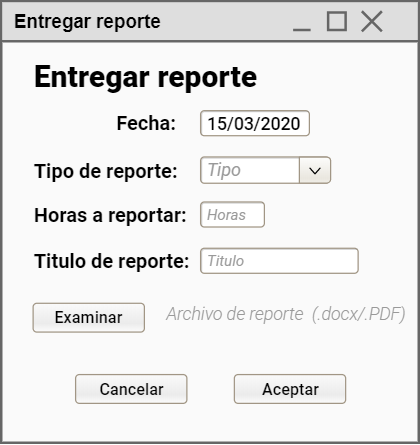 Entregar reporte
Entregar reporte
Fecha: 15/03/2020
Tipo de reporte: Tipo
Horas a reportar: Horas
Titulo de reporte: Titulo
Examinar Archivo de reporte (.docx/.PDF)
Cancelar Aceptar